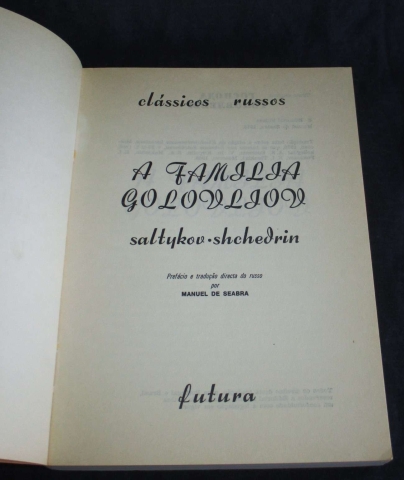 clássicos russos
A FAMILIA
GOLOVLIOV
saltykov-shchedrin
Prefácio e tradução directa do russo
por
MANUEL DE SEABRA
futura